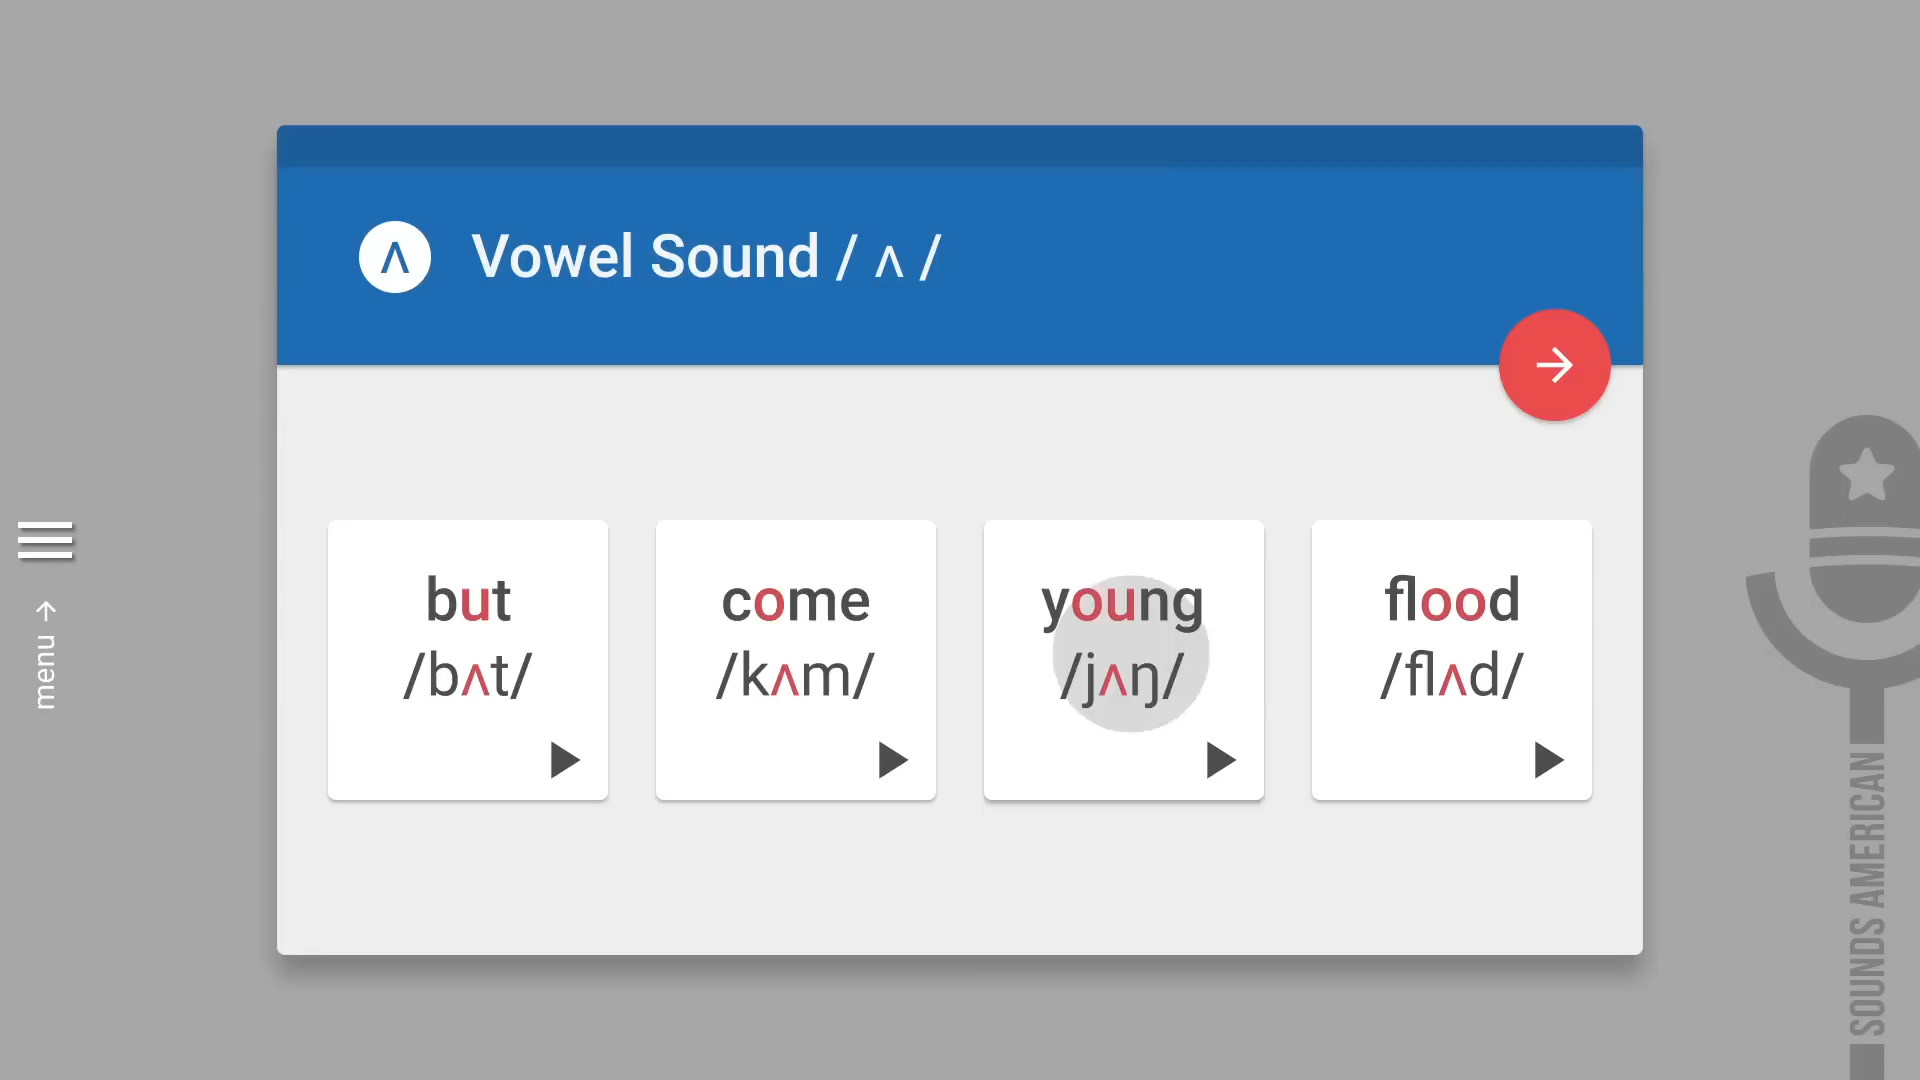 ʌ
Vowel Sound / ʌ /
but
/bʌt/
come
/kʌm/
young
/jʌŋ/
flood
/flʌd/
menu →
SOUNDS AMERICAN